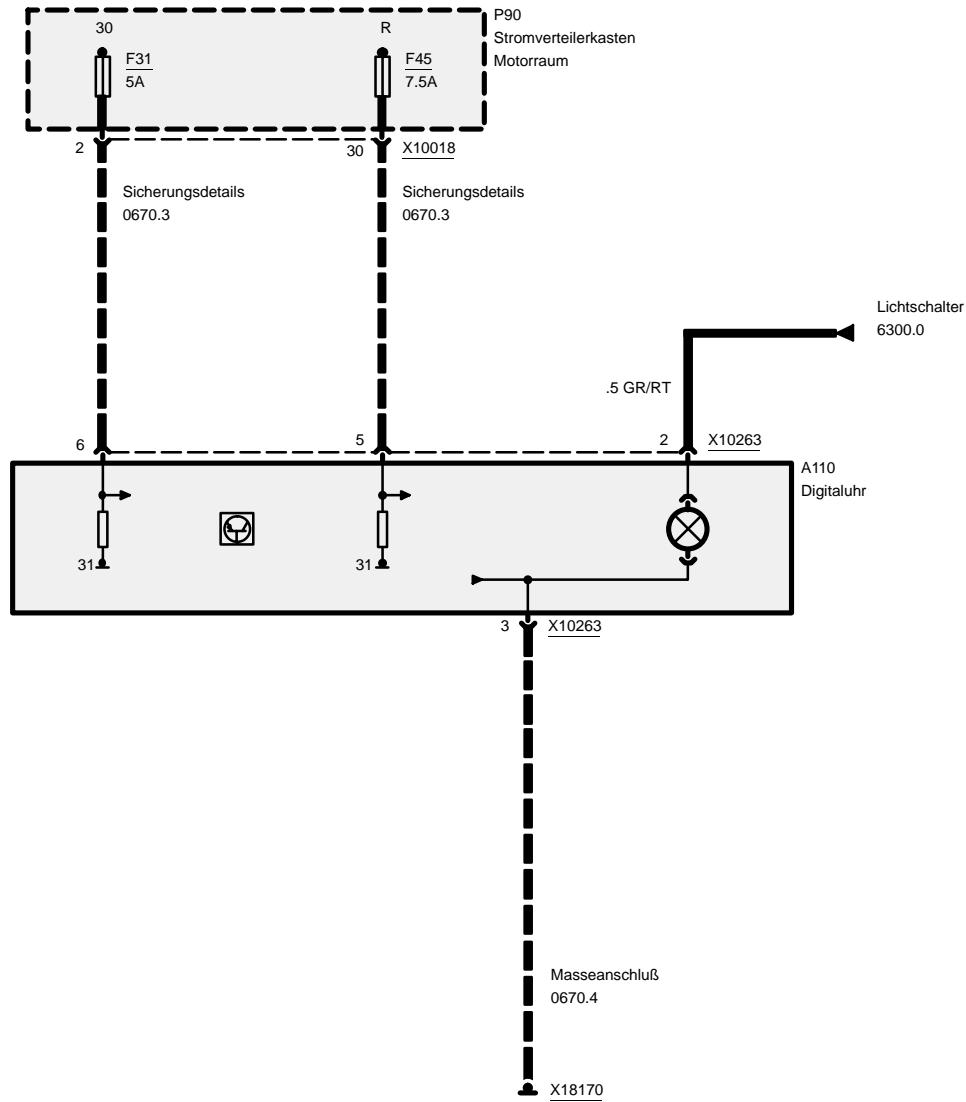 P90
Stromverteilerkasten
Motorraum
30
R
F31
5A
F45
7.5A
2
30
X10018
Sicherungsdetails
0670.3
Sicherungsdetails
0670.3
Lichtschalter
6300.0
.5 GR/RT
6
5
2
X10263
A110
Digitaluhr
31
31
3
X10263
Masseanschluß
0670.4
X18170